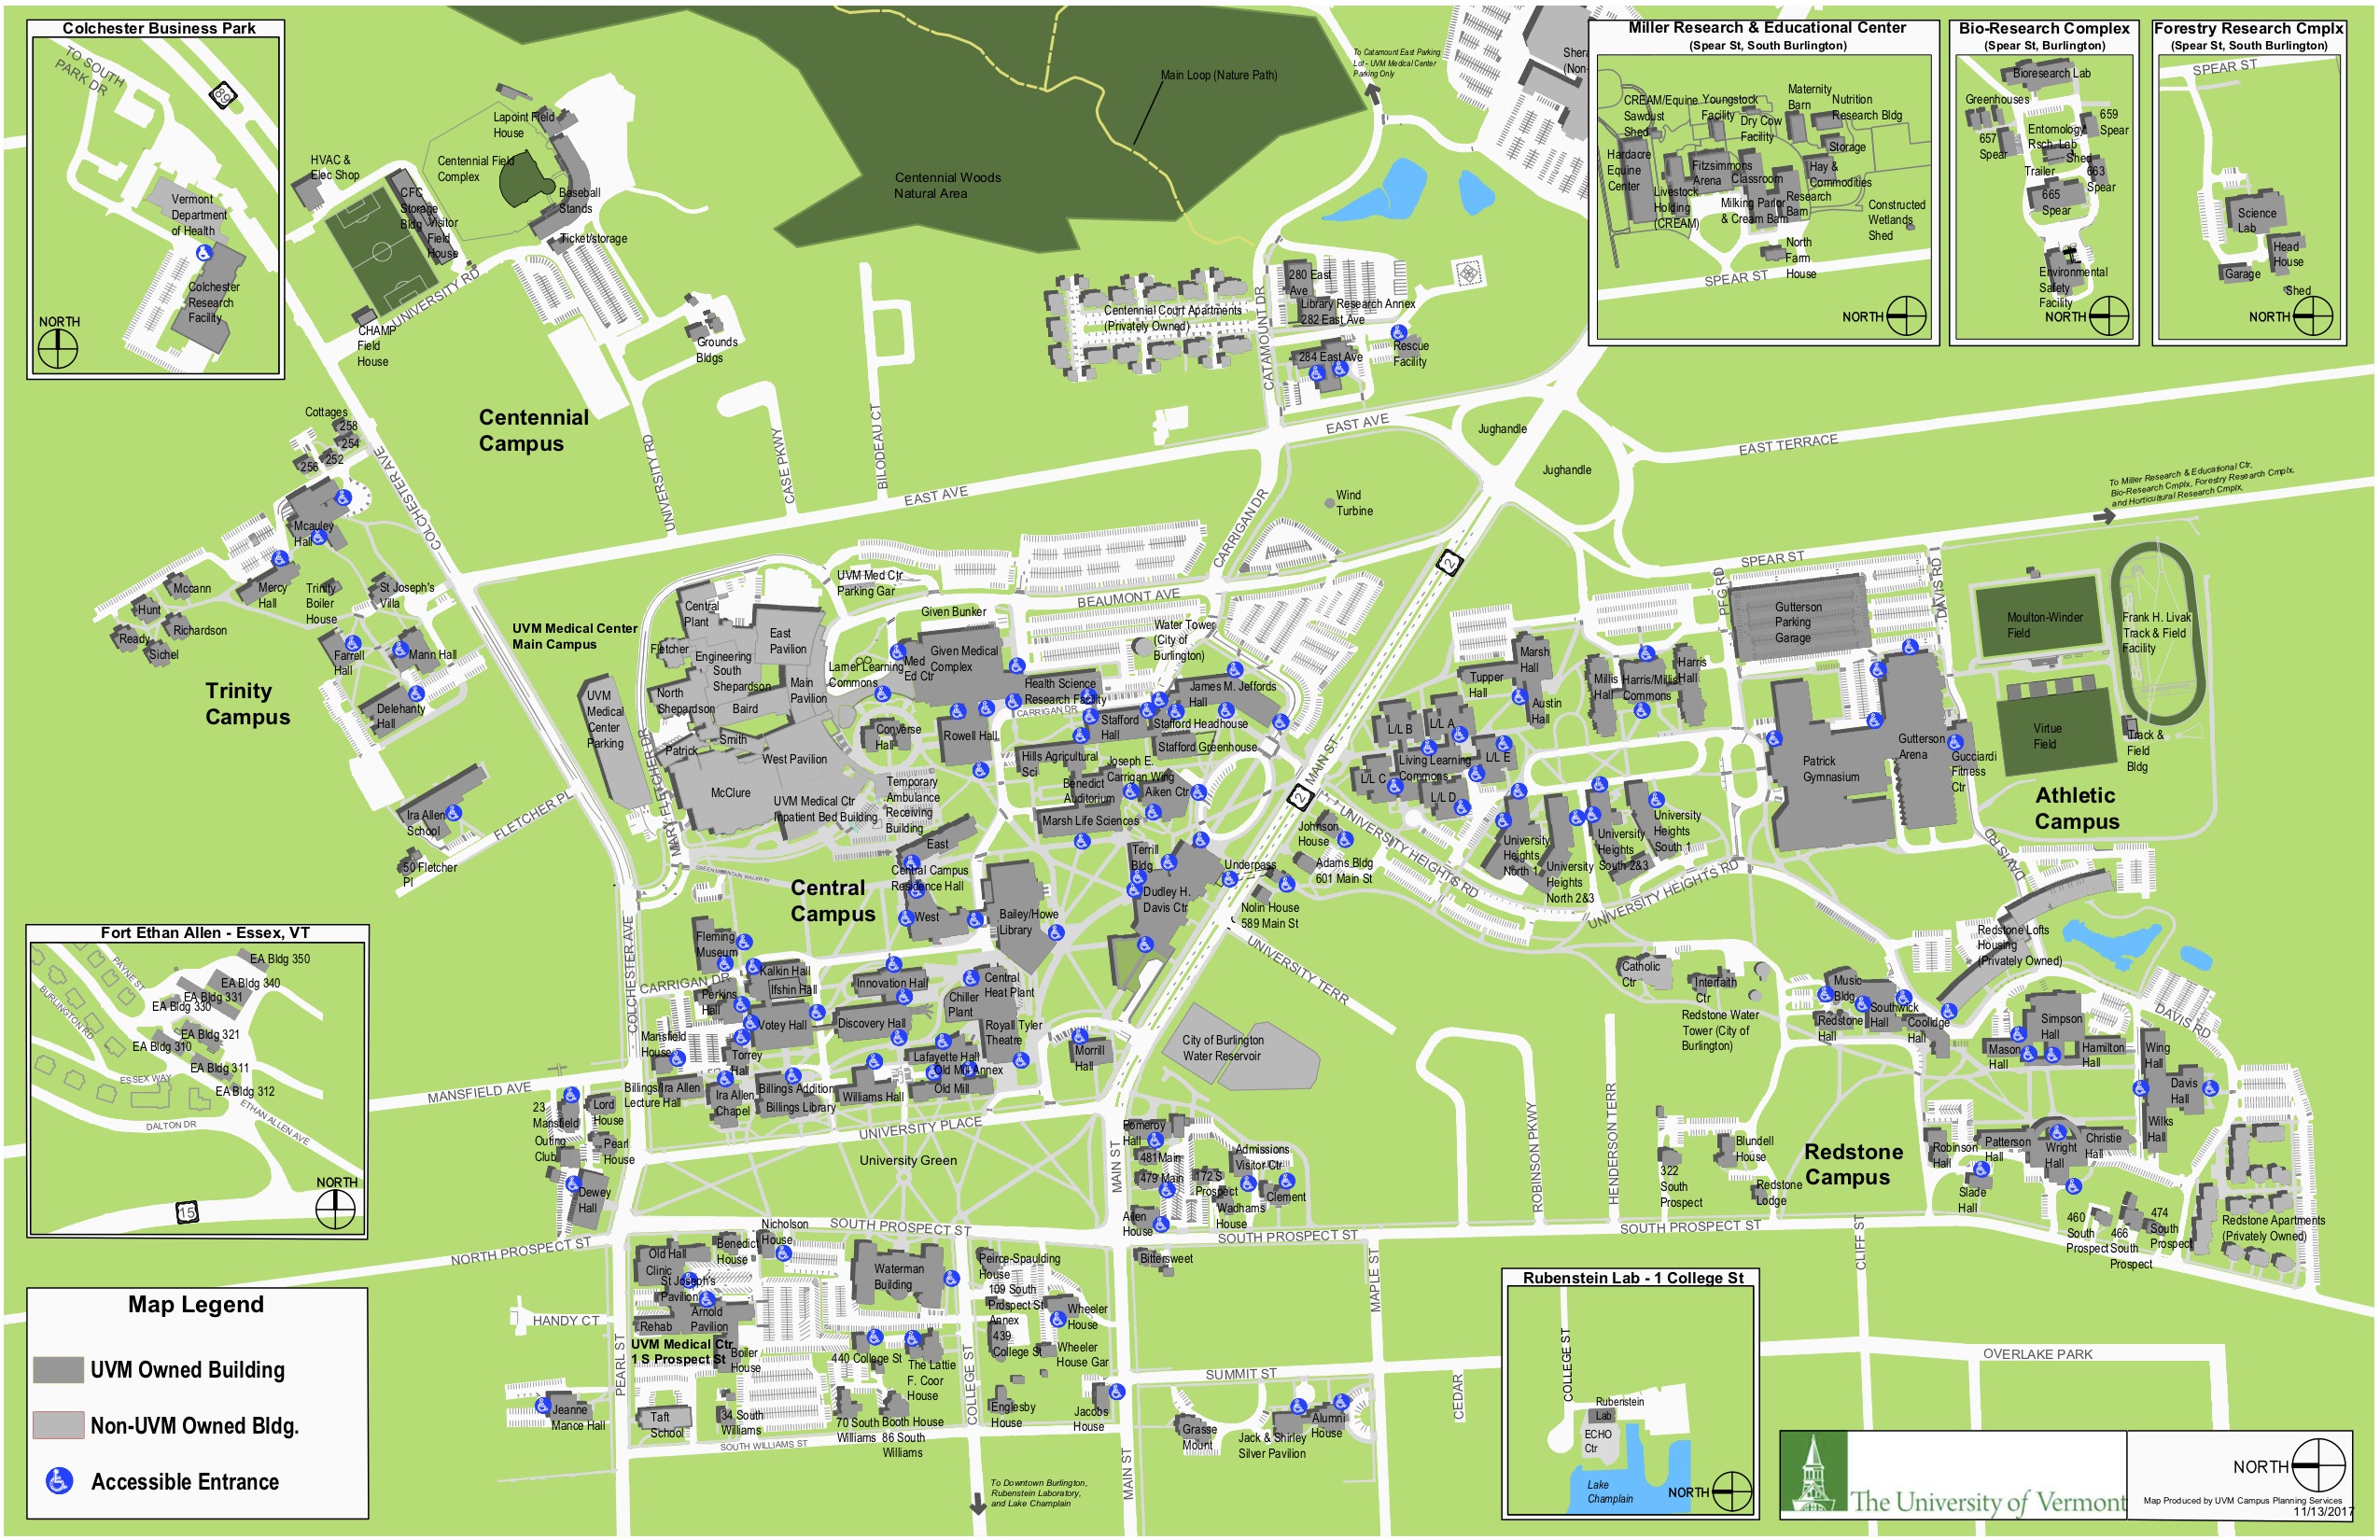 Colchester Business Park
TO SOUTH
PARK DR
89
Vermont
Department
of Health
Colchester
Research
Facility
NORTH
HVAC &
Elec Shop
Lapoint Field
House
Centennial Field
Complex
CFC
Storage
Bldg
Visitor
Field
House
Baseball
Stands
Ticket/storage
UNIVERSITY RD
CHAMP
Field
House
Grounds
Bldgs
Main Loop (Nature Path)
Centennial Woods
Natural Area
To Catamount East Parking
Lot - UVM Medical Center
Parking Only
Centennial Court Apartments
(Privately Owned)
CATAMOUNT DR
280 East
Ave
Library Research Annex
282 East Ave
284 East Ave
Rescue
Facility
Miller Research & Educational Center
(Spear St, South Burlington)
CREAM/Equine
Sawdust
Shed
Youngstock
Facility
Dry Cow
Facility
Maternity
Barn
Nutrition
Research Bldg
Storage
Hardacre
Equine
Center
Livestock
Holding
(CREAM)
Fitzsimmons
Arena
Classroom
Hay &
Commodities
Milking Parlor
& Cream Barn
Research
Barn
Constructed
Wetlands
Shed
North
Farm
House
SPEAR ST
NORTH
Bio-Research Complex
(Spear St, Burlington)
Bioresearch Lab
Greenhouses
657
Spear
Entomology
Rsch. Lab
Shed
659
Spear
Trailer
663
Spear
665
Spear
Environmental
Safety
Facility
NORTH
Forestry Research Cmplx
(Spear St, South Burlington)
SPEAR ST
Science
Lab
Head
House
Garage
Shed
NORTH
Centennial
Campus
Cottages
258
254
252
256
COLCHESTER AVE
UNIVERSITY RD
CASE PKWY
BILODEAU CT
EAST AVE
EAST AVE
Jughandle
Jughandle
EAST TERRACE
To Miller Research & Educational Ctr,
Bio-Research Cmplx, Forestry Research Cmplx,
and Horticultural Research Cmplx,
Wind
Turbine
CARRIGAN DR
2
SPEAR ST
Mcauley
Hall
Mccann
Hunt
Ready
Richardson
Sichel
Mercy
Hall
Trinity
Boiler
House
St Joseph's
Villa
Farrell
Hall
Mann Hall
Delehanty
Hall
Trinity
Campus
Ira Allen
School
FLETCHER PL
50 Fletcher
Pl
UVM Medical Center
Main Campus
UVM
Medical
Center
Parking
Central
Plant
East
Pavilion
Fletcher
Engineering
South
Shepardson
North
Shepardson
Main
Pavilion
Baird
Smith
Patrick
West Pavilion
McClure
UVM Medical Ctr
Inpatient Bed Building
UVM Med Ctr
Parking Gar
BEAUMONT AVE
Given Bunker
Larner Learning
Commons
Med
Ed Ctr
Given Medical
Complex
Converse
Hall
Rowell Hall
Temporary
Ambulance
Receiving
Building
Health Science
Research Facility
CARRIGAN DR
Water Tower
(City of
Burlington)
James M. Jeffords
Hall
Stafford
Hall
Stafford Headhouse
Stafford Greenhouse
Hills Agricultural
Sci
Joseph E.
Carrigan Wing
Benedict
Auditorium
Aiken Ctr
Marsh Life Sciences
Terrill
Bldg
Dudley H.
Davis Ctr
Underpass
Johnson
House
Adams Bldg
601 Main St
Nolin House
589 Main St
MAIN ST
2
UNIVERSITY HEIGHTS RD
UNIVERSITY HEIGHTS RD
UNIVERSITY TERR
Tupper
Hall
Marsh
Hall
Austin
Hall
L/L A
L/L B
L/L C
L/L D
L/L E
Living Learning
Commons
Millis
Hall
Harris/Millis
Commons
Harris
Hall
University
Heights
North 1
University
Heights
North 2&3
University
Heights
South 2&3
University
Heights
South 1
PFG RD
DAVIS RD
Gutterson
Parking
Garage
Patrick
Gymnasium
Gutterson
Arena
Gucciardi
Fitness
Ctr
Moulton-Winder
Field
Frank H. Livak
Track & Field
Facility
Virtue
Field
Track &
Field
Bldg
Athletic
Campus
DAVIS RD
Central
Campus
GREEN MOUNTAIN WALKWAY
East
Central Campus
Residence Hall
West
Bailey/Howe
Library
Fleming
Museum
CARRIGAN DR
COLCHESTER AVE
Kalkin Hall
Ifshin Hall
Perkins
Hall
Votey Hall
Innovation Hall
Discovery Hall
Central
Heat Plant
Chiller
Plant
Royall Tyler
Theatre
Mansfield
House
Torrey
Hall
Lafayette Hall
Old Mill Annex
Old Mill
Morrill
Hall
Billings/Ira Allen
Lecture Hall
Ira Allen
Chapel
Billings Addition
Billings Library
Williams Hall
City of Burlington
Water Reservoir
Fort Ethan Allen - Essex, VT
PAYNE ST
BURLINGTON RD
EA Bldg 350
EA Bldg 340
EA Bldg 331
EA Bldg 330
EA Bldg 321
EA Bldg 310
EA Bldg 311
EA Bldg 312
ESSEX WAY
DALTON DR
ETHAN ALLEN AVE
15
NORTH
MANSFIELD AVE
23
Mansfield
Lord
House
Outing
Club
Pearl
House
Dewey
Hall
UNIVERSITY PLACE
University Green
SOUTH PROSPECT ST
NORTH PROSPECT ST
MAIN ST
Pomeroy
Hall
481Main
479 Main
172 S
Prospect
Admissions
Visitor Ctr
Clement
Wadhams
House
Allen
House
SOUTH PROSPECT ST
SOUTH PROSPECT ST
Bittersweet
Catholic
Ctr
Interfaith
Ctr
Redstone Water
Tower (City of
Burlington)
Music
Bldg
Redstone
Hall
Southwick
Hall
Coolidge
Hall
Redstone Lofts
Housing
(Privately Owned)
Simpson
Hall
Mason
Hall
Hamilton
Hall
DAVIS RD
Wing
Hall
Davis
Hall
Wilks
Hall
Robinson
Hall
Patterson
Hall
Wright
Hall
Christie
Hall
Slade
Hall
Redstone
Campus
Blundell
House
322
South
Prospect
Redstone
Lodge
ROBINSON PKWY
HENDERSON TERR
CLIFF ST
460
South
Prospect
466
South
Prospect
474
South
Prospect
Redstone Apartments
(Privately Owned)
Old Hall
Clinic
Benedict
House
Nicholson
House
St Joseph's
Pavilion
Arnold
Pavilion
Rehab
UVM Medical Ctr
1 S Prospect St
Boiler
House
HANDY CT
PEARL ST
Waterman
Building
Peirce-Spaulding
House
109 South
Prospect St
Annex
439
College St
Wheeler
House
Wheeler
House Gar
440 College St
The Lattie
F. Coor
House
COLLEGE ST
Jeanne
Mance Hall
Taft
School
34 South
Williams
70 South
Williams
Booth House
86 South
Williams
SOUTH WILLIAMS ST
Englesby
House
Jacobs
House
MAIN ST
SUMMIT ST
Grasse
Mount
Jack & Shirley
Silver Pavilion
Alumni
House
MAPLE ST
CEDAR
OVERLAKE PARK
To Downtown Burlington,
Rubenstein Laboratory,
and Lake Champlain
Map Legend
UVM Owned Building
Non-UVM Owned Bldg.
Accessible Entrance
Rubenstein Lab - 1 College St
COLLEGE ST
Rubenstein
Lab
ECHO
Ctr
Lake
Champlain
NORTH
The University of Vermont
NORTH
Map Produced by UVM Campus Planning Services
11/13/2017